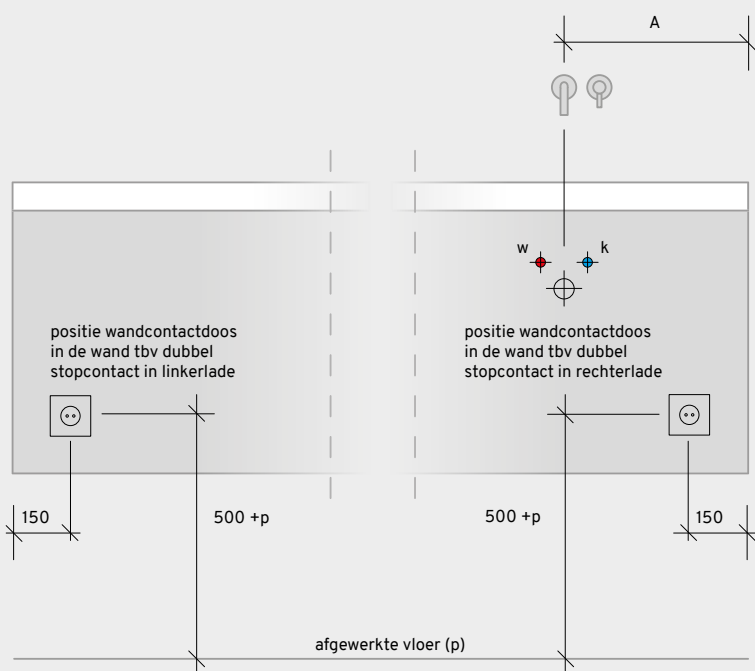 A
w
k
positie wandcontactdoos
in de wand tbv dubbel
stopcontact in linkerlade
positie wandcontactdoos
in de wand tbv dubbel
stopcontact in rechterlade
150
500 +p
500 +p
150
afgewerkte vloer (p)